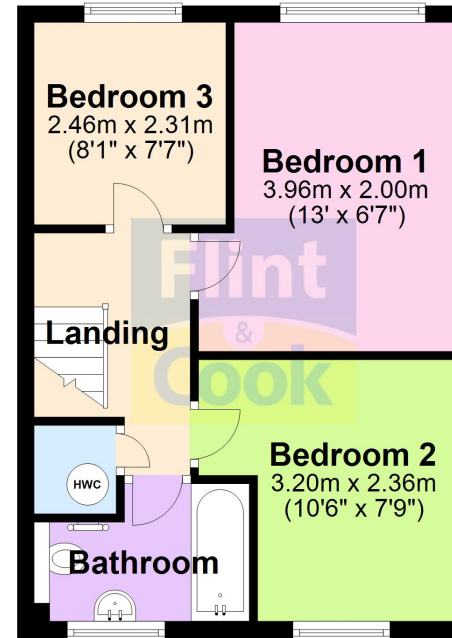 Bedroom 3
2.46m x 2.31m
(8'1" x 7'7")
Bedroom 1
3.96m x 2.00m
(13' x 6'7")
Flint
&
Cook
Landing
HWC
Bedroom 2
3.20m x 2.36m
(10'6" x 7'9")
Bathroom